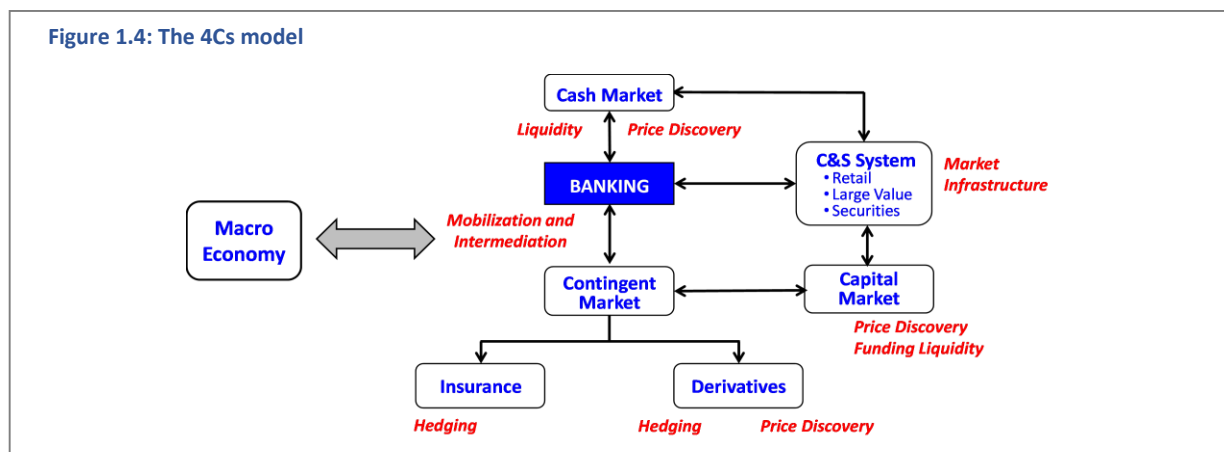 Figure 1.4: The 4Cs model
Cash Market
Liquidity
Price Discovery
C&S System
• Retail
• Large Value
• Securities
Market
Infrastructure
BANKING
Mobilization and
Intermediation
Macro
Economy
Contingent
Market
Capital
Market
Price Discovery
Funding Liquidity
Insurance
Derivatives
Hedging
Hedging
Price Discovery